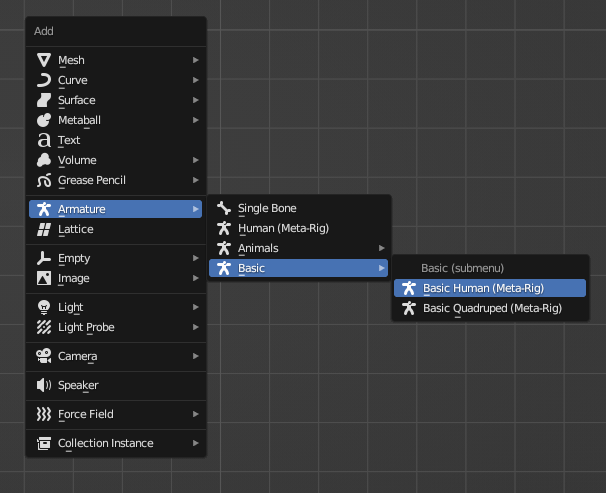 Add
Mesh
Curve
Surface
Metaball
Text
Volume
Grease Pencil
Armature
Lattice
Empty
Image
Light
Light Probe
Camera
Speaker
Force Field
Collection Instance
Single Bone
Human (Meta-Rig)
Animals
Basic
Basic (submenu)
Basic Human (Meta-Rig)
Basic Quadruped (Meta-Rig)